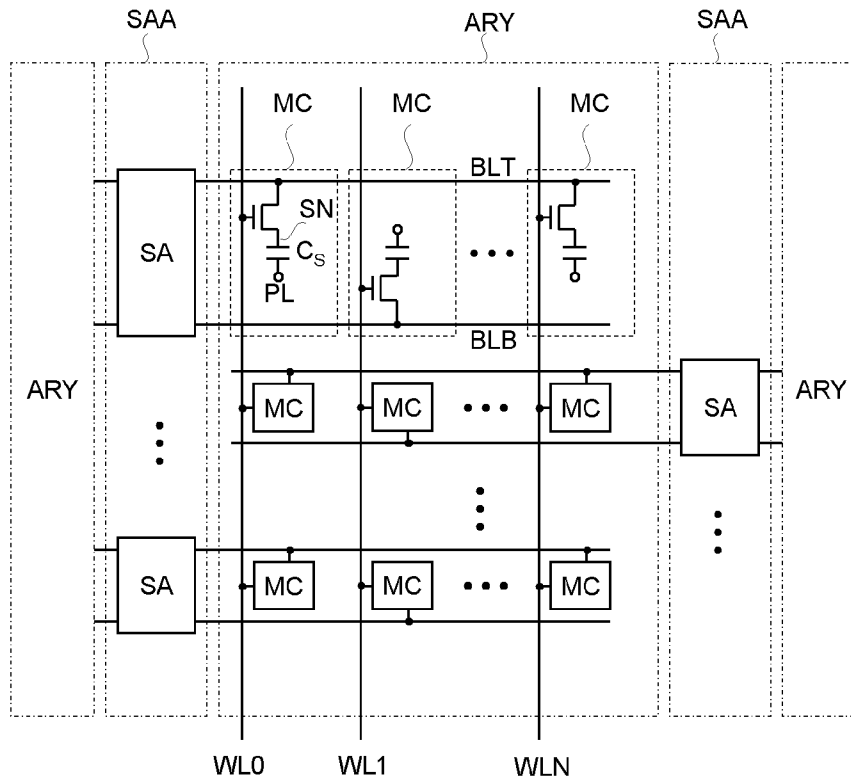 SAA ARY SAA
MC MC MC
BLT
SN
SA CS
PL
BLB
ARY MC MC MC SA ARY
SA MC MC MC
WL0 WL1 WLN